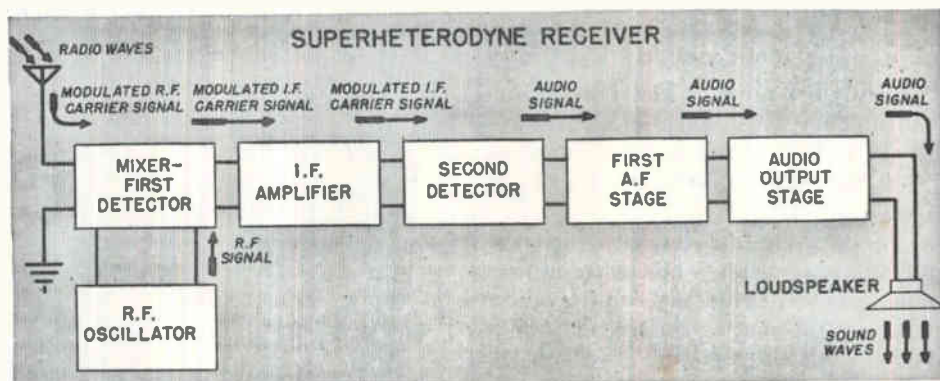 SUPERHETERODYNE RECEIVER
RADIO WAVES
MODULATED R.F.
CARRIER SIGNAL
MODULATED I.F.
CARRIER SIGNAL
MODULATED I.F.
CARRIER SIGNAL
AUDIO
SIGNAL
AUDIO
SIGNAL
AUDIO
SIGNAL
MIXER-
FIRST
DETECTOR
I.F.
AMPLIFIER
SECOND
DETECTOR
FIRST
A.F
STAGE
AUDIO
OUTPUT
STAGE
R.F
SIGNAL
R.F.
OSCILLATOR
LOUDSPEAKER
SOUND
WAVES